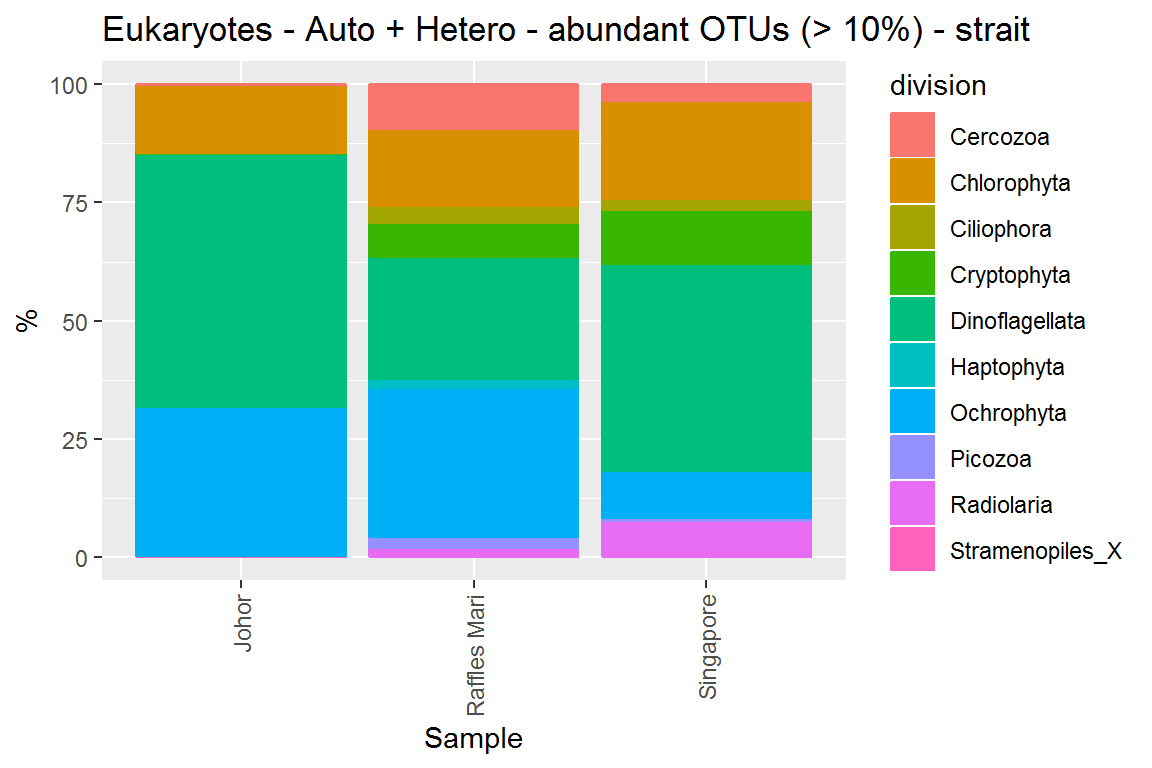 Eukaryotes - Auto + Hetero - abundant OTUs (> 10%) - strait
100
75
50
25
0
%
Johor
Raffles Mari
Singapore
Sample
division
Cercozoa
Chlorophyta
Ciliophora
Cryptophyta
Dinoflagellata
Haptophyta
Ochrophyta
Picozoa
Radiolaria
Stramenopiles_X